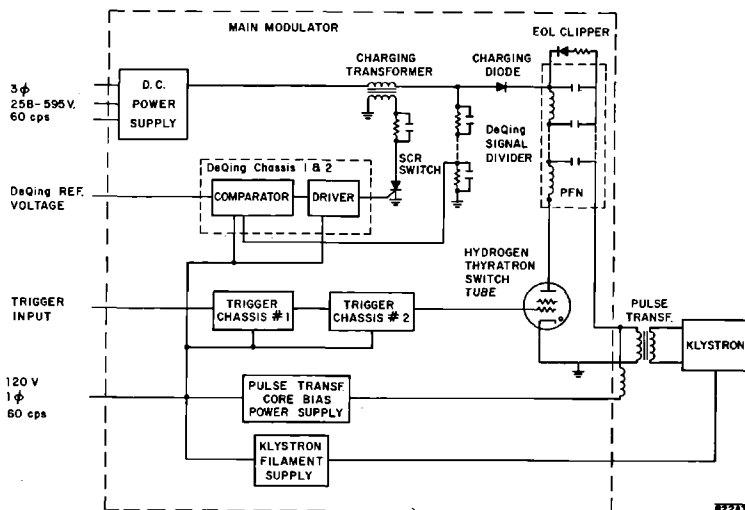 MAIN MODULATOR
EOL CLIPPER
CHARGING
TRANSFORMER
CHARGING
DIODE
3ϕ
258-595V.
60 cps
D.C.
POWER
SUPPLY
DeQing
SIGNAL
DIVIDER
SCR
SWITCH
DeQing Chassis 1 & 2
DeQing REF.
VOLTAGE
COMPARATOR
DRIVER
PFN
HYDROGEN
THYRATRON
SWITCH
TUBE
TRIGGER
INPUT
TRIGGER
CHASSIS #1
TRIGGER
CHASSIS #2
PULSE
TRANSF.
KLYSTRON
120 V
1ϕ
60 cps
PULSE TRANSF.
CORE BIAS
POWER SUPPLY
KLYSTRON
FILAMENT
SUPPLY